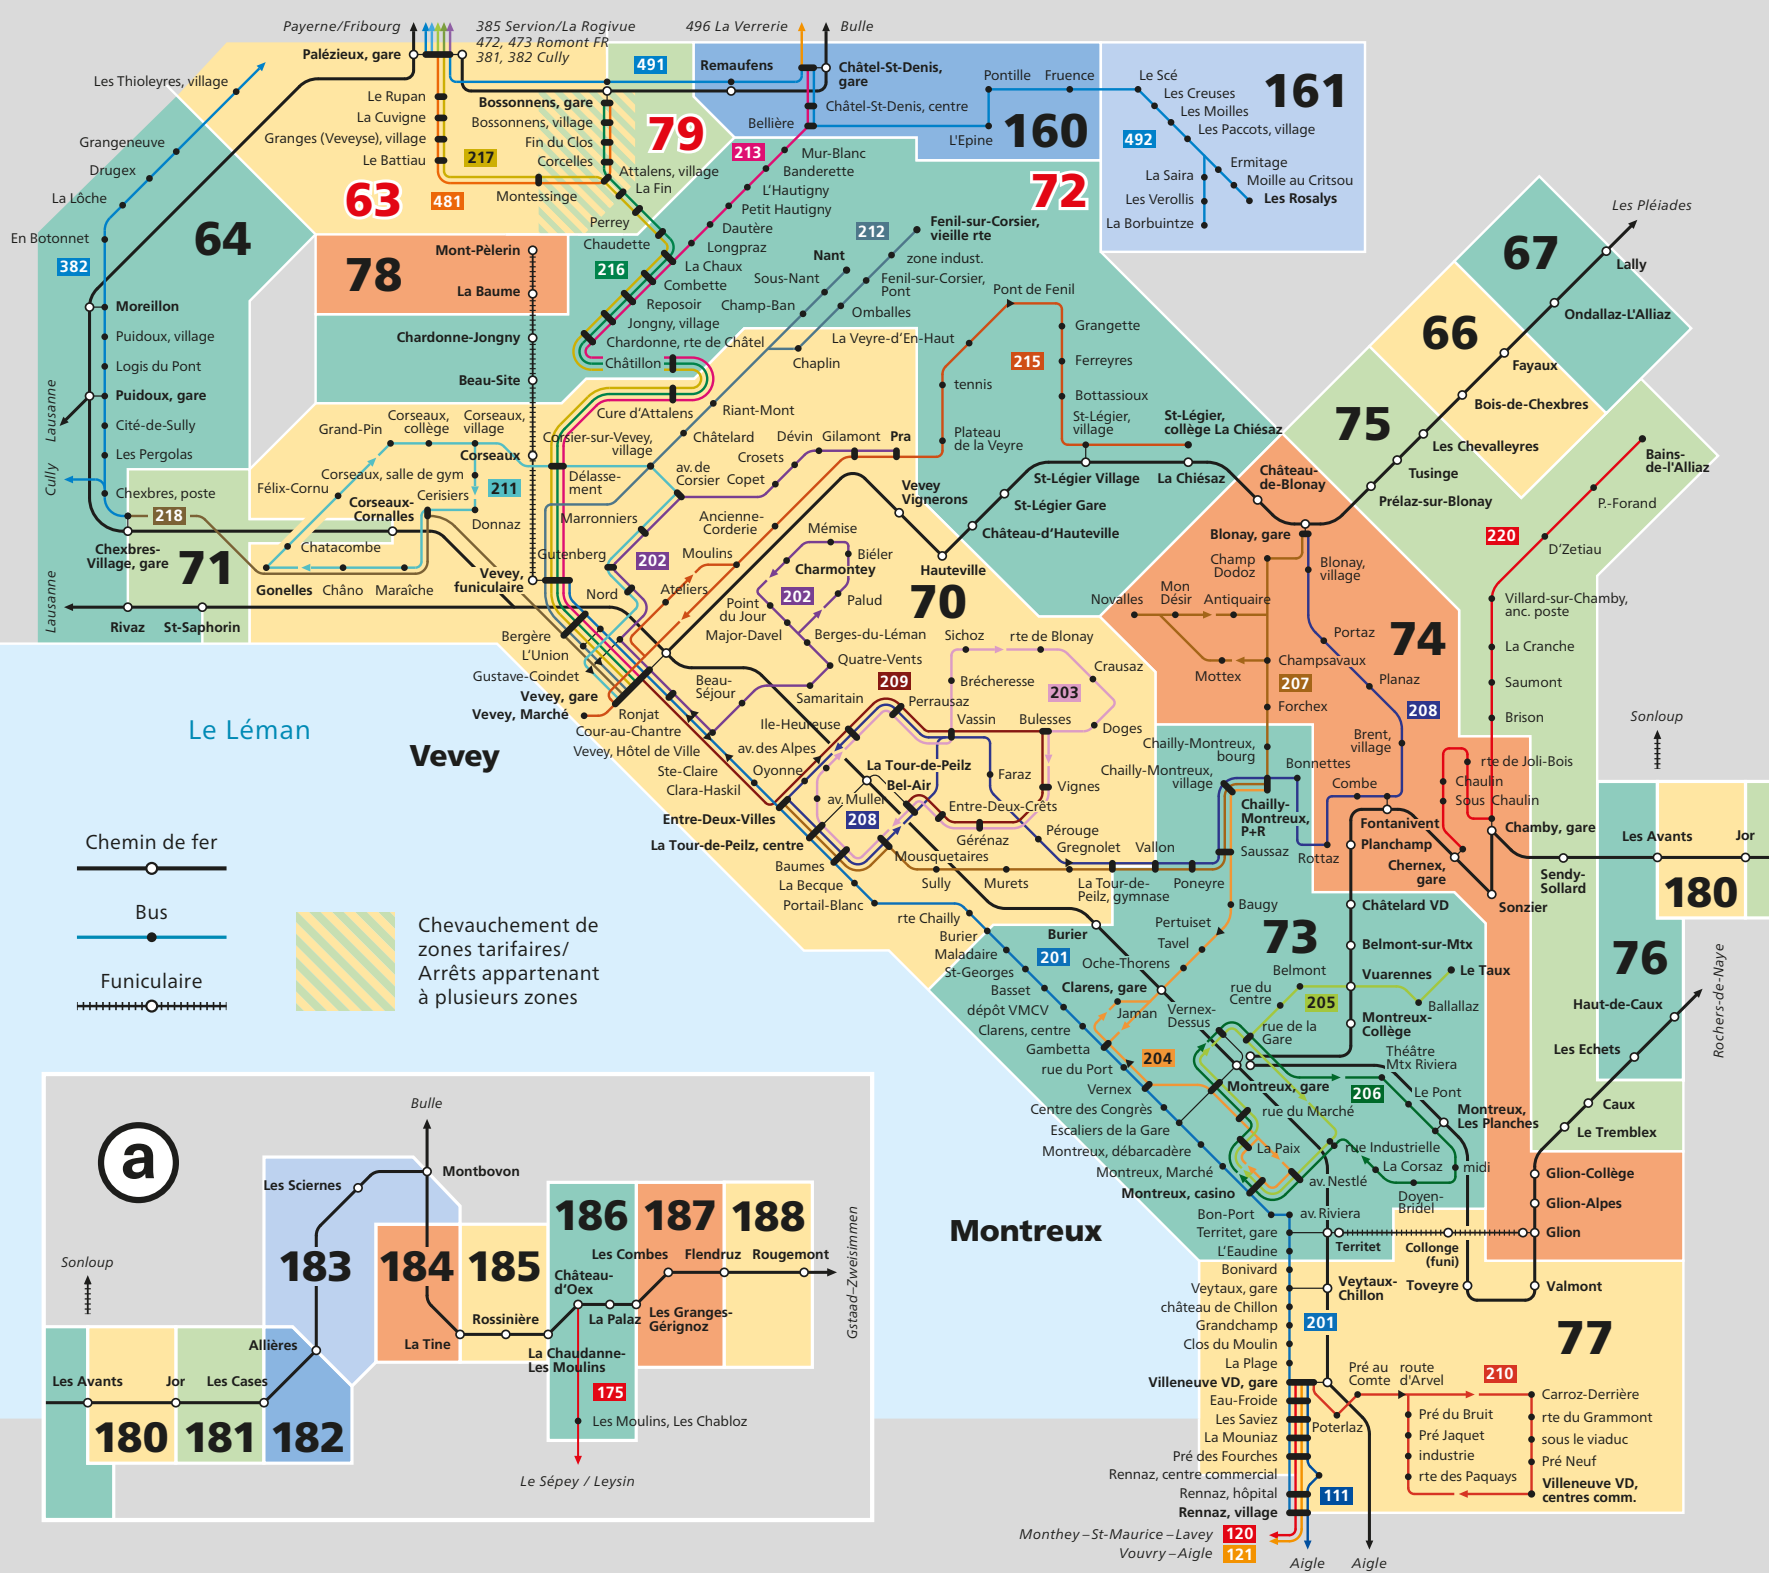 Payerne/Fribourg
385 Servion/La Rogivue
472, 473 Romont FR
381, 382 Cully
496 La Verrerie
Bulle
Palézieux, gare
Les Thioleyres, village
Le Rupan
La Cuvigne
Granges (Veveyse), village
Le Battiau
217
63
481
Montessinge
491
Remaufens
Bossonnens, gare
Bossonnens, village
Fin du Clos
Corcelles
79
Attalens, village
La Fin
Perrey
Châtel-St-Denis,
gare
Châtel-St-Denis, centre
Bellière
L'Epine
160
Pontille
Fruence
Le Scé
Les Creuses
Les Moilles
Les Paccots, village
161
492
Ermitage
Moille au Critsou
Les Rosalys
La Saira
Les Verollis
La Borbuintze
213
Mur-Blanc
Banderette
L'Hautigny
Petit Hautigny
Dautère
Longpraz
72
Grangeneuve
Drugex
La Lôche
En Botonnet
382
64
Moreillon
Puidoux, village
Logis du Pont
Puidoux, gare
Cité-de-Sully
Les Pergolas
Chexbres, poste
Lausanne
Cully
Lausanne
78
Mont-Pèlerin
La Baume
Chardonne-Jongny
Beau-Site
Chaudette
216
La Chaux
Combette
Reposoir
Jongny, village
Chardonne, rte de Châtel
Châtillon
Cure d'Attalens
212
Fenil-sur-Corsier,
vieille rte
zone indust.
Nant
Sous-Nant
Fenil-sur-Corsier,
Pont
Champ-Ban
Omballes
Chaplin
Riant-Mont
Châtelard
La Veyre-d'En-Haut
Pont de Fenil
Grangette
215
Ferreyres
Bottassioux
tennis
Plateau
de la Veyre
St-Légier,
village
St-Légier,
collège La Chiésaz
St-Légier Village
La Chiésaz
St-Légier Gare
Château-d'Hauteville
Hauteville
Vevey
Vignerons
Les Pléiades
67
Lally
Ondallaz-L'Alliaz
66
Fayaux
Bois-de-Chexbres
75
Les Chevalleyres
Tusinge
Prélaz-sur-Blonay
Château-
de-Blonay
Bains-
de-l'Alliaz
P.-Forand
220
D'Zetiau
Villard-sur-Chamby,
anc. poste
La Cranche
Saumont
Brison
Grand-Pin
Corseaux,
collège
Corseaux,
village
Corseaux
Corseaux, salle de gym
Félix-Cornu
Cerisiers
211
Corseaux-
Cornalles
Donnaz
218
Chexbres-
Village, gare
71
Chatacombe
Gonelles
Châno
Maraîche
Vevey,
funiculaire
Rivaz
St-Saphorin
Corsier-sur-Vevey,
village
Délasse-
ment
Marronniers
Gutenberg
Nord
av. de
Corsier
Crosets
Copet
Dévin
Gilamont
Pra
Ancienne-
Corderie
Moulins
Ateliers
202
Mémise
Biéler
Charmontey
202
Palud
Point
du Jour
Major-Davel
Berges-du-Léman
Quatre-Vents
Samaritain
Beau-
Séjour
70
Bergère
L'Union
Gustave-Coindet
Vevey, gare
Vevey, Marché
Ronjat
Cour-au-Chantre
Vevey, Hôtel de Ville
Ste-Claire
Clara-Haskil
Entre-Deux-Villes
La Tour-de-Peilz, centre
Baumes
La Becque
Portail-Blanc
Sichoz
rte de Blonay
Brécheresse
Crausaz
203
209
Perrausaz
Ile-Heureuse
av. des Alpes
Oyonne
Vassin
Bulesses
Doges
La Tour-de-Peilz
Bel-Air
av. Muller
208
Faraz
Vignes
Entre-Deux-Crêts
Gérénaz
Mousquetaires
Pérouge
Gregnolet
Vallon
Sully
Murets
La Tour-de-
Peilz, gymnase
Poneyre
Saussaz
Blonay, gare
Champ
Dodoz
Blonay,
village
Mon
Désir
Novalles
Antiquaire
Champsavaux
Mottex
207
Forchex
Portaz
Planaz
74
208
Brent,
village
Chailly-Montreux,
bourg
Chailly-Montreux,
village
Chailly-
Montreux,
P+R
Bonnettes
Combe
Rottaz
Fontanivent
Planchamp
Chernex,
gare
rte de Joli-Bois
Chaulin
Sous Chaulin
Chamby, gare
Sonzier
Sendy-
Sollard
Sonloup
Les Avants
Jor
180
Le Léman
Vevey
Chemin de fer
Bus
Funiculaire
Chevauchement de
zones tarifaires/
Arrêts appartenant
à plusieurs zones
rte Chailly
Burier
Burier
Maladaire
St-Georges
Basset
dépôt VMCV
Clarens, centre
Gambetta
rue du Port
Vernex
Centre des Congrès
Escaliers de la Gare
Montreux, débarcadère
Montreux, Marché
Montreux, casino
Bon-Port
201
Clarens, gare
Jaman
204
Oche-Thorens
Tavel
Pertuiset
Baugy
73
Châtelard VD
Belmont-sur-Mtx
Belmont
Vuarennes
Le Taux
Ballallaz
rue du
Centre
205
Montreux-
Collège
Vernex-
Dessus
rue de la
Gare
Théâtre
Mtx Riviera
Montreux, gare
206
Le Pont
Montreux,
Les Planches
rue du Marché
rue Industrielle
La Paix
La Corsaz
midi
av. Nestlé
Doyen-
Bridel
av. Riviera
76
Haut-de-Caux
Rochers-de-Naye
Les Echets
Caux
Le Tremblex
Glion-Collège
Glion-Alpes
Glion
Montreux
Territet, gare
Territet
Collonge
(funi)
L'Eaudine
Bonivard
Veytaux, gare
Veytaux-
Chillon
Toveyre
Valmont
château de Chillon
Grandchamp
201
Clos du Moulin
La Plage
77
Villeneuve VD, gare
Eau-Froide
Les Saviez
La Mouniaz
Pré des Fourches
Rennaz, centre commercial
Rennaz, hôpital
Rennaz, village
Pré au
Comte
route
d'Arvel
210
Poterlaz
Carroz-Derrière
Pré du Bruit
rte du Grammont
Pré Jaquet
sous le viaduc
industrie
Pré Neuf
rte des Paquays
Villeneuve VD,
centres comm.
111
Monthey–St-Maurice–Lavey
120
Vouvry–Aigle
121
Aigle
Aigle
a
Bulle
Montbovon
Les Sciernes
183
184
185
186
187
188
Sonloup
Allières
La Tine
Rossinière
Château-
d'Oex
Les Combes
Flendruz
Rougemont
La Palaz
Les Granges-
Gérignoz
La Chaudanne-
Les Moulins
175
Les Moulins, Les Chabloz
Le Sépey / Leysin
Gstaad–Zweisimmen
Les Avants
Jor
Les Cases
180
181
182